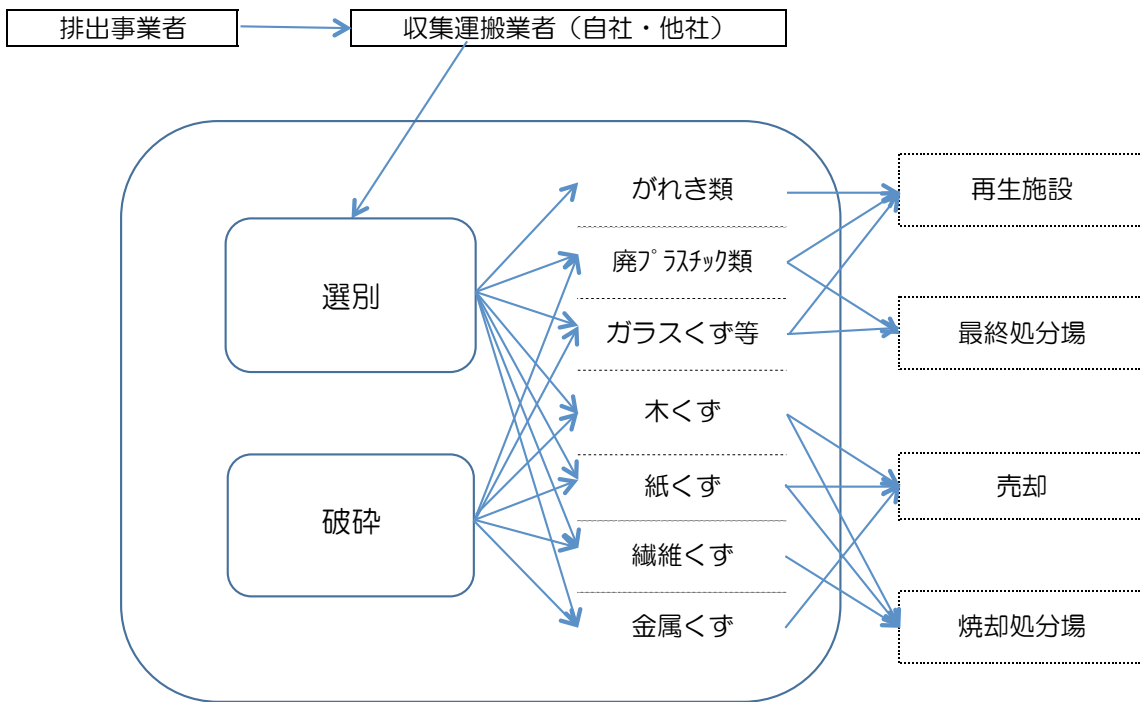 排出事業者
収集運搬業者（自社・他社）
選別
破砕
がれき類
廃ﾌﾟﾗｽﾁｯｸ類
ガラスくず等
木くず
紙くず
繊維くず
金属くず
再生施設
最終処分場
売却
焼却処分場